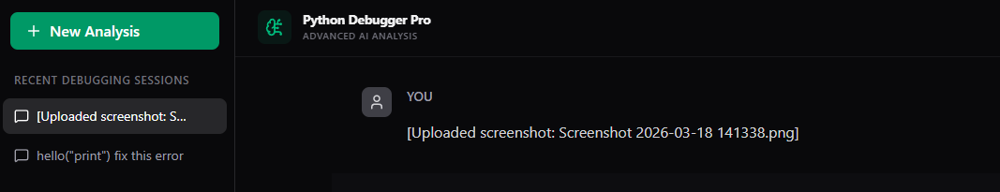 New Analysis
RECENT DEBUGGING SESSIONS
[Uploaded screenshot: S...
hello("print") fix this error
Python Debugger Pro
ADVANCED AI ANALYSIS
YOU
[Uploaded screenshot: Screenshot 2026-03-18 141338.png]